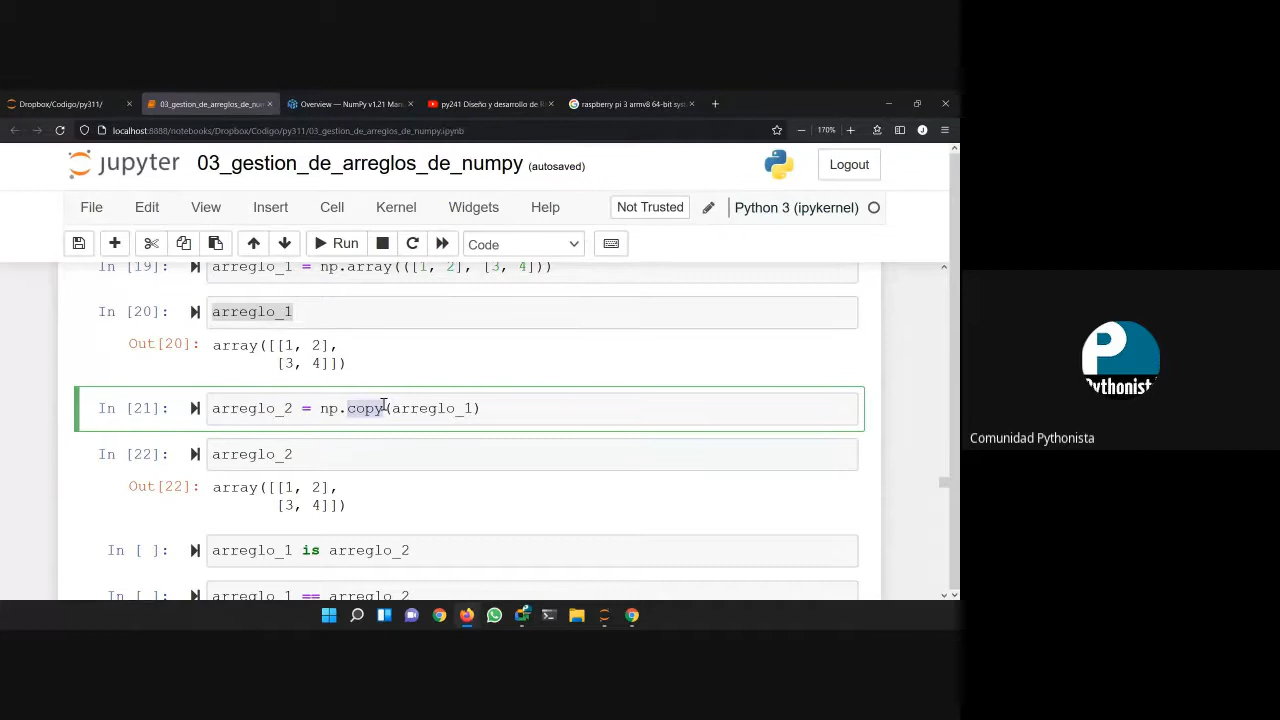 Dropbox/Codigo/py311/
03_gestion_de_arreglos_de_nu
Overview — NumPy v1.21 Man
py241 Diseño y desarrollo de
raspberry pi 3 armv8 64-bit sys
localhost:8888/notebooks/Dropbox/Codigo/py311/03_gestion_de_arreglos_de_numpy.ipynb
170%
J
jupyter 03_gestion_de_arreglos_de_numpy (autosaved)
Logout
File Edit View Insert Cell Kernel Widgets Help
Not Trusted
Python 3 (ipykernel)
Run
Code
In [19]: arreglo_1 = np.array(([1, 2], [3, 4]))
In [20]: arreglo_1
Out[20]: array([[1, 2],
[3, 4]])
In [21]: arreglo_2 = np.copy(arreglo_1)
In [22]: arreglo_2
Out[22]: array([[1, 2],
[3, 4]])
In [ ]: arreglo_1 is arreglo_2
In [ ]: arreglo_1 == arreglo_2
P
Pythonist
Comunidad Pythonista